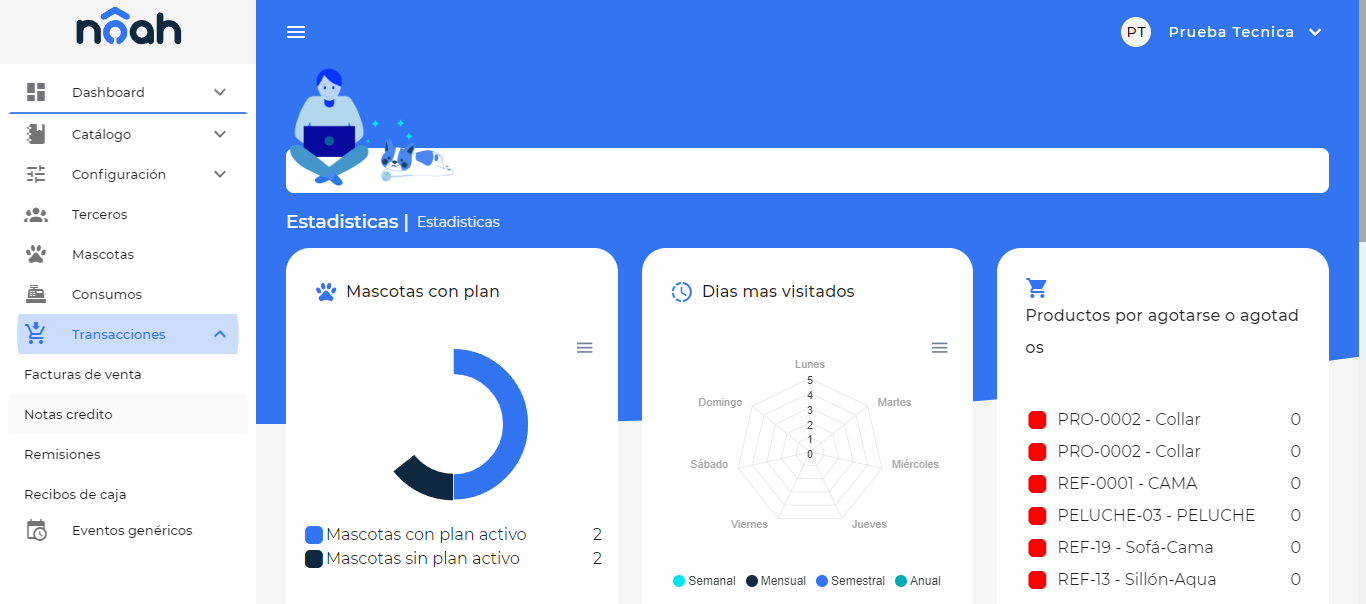 nôah
Dashboard
Catálogo
Configuración
Terceros
Mascotas
Consumos
Transacciones
Facturas de venta
Notas credito
Remisiones
Recibos de caja
Eventos genéricos
PT Prueba Tecnica
Estadisticas | Estadisticas
Mascotas con plan
Mascotas con plan activo 2
Mascotas sin plan activo 2
Dias mas visitados
Lunes
5
4
3
2
1
0
Domingo
Martes
Sábado
Miércoles
Viernes
Jueves
Semanal Mensual Semestral Anual
Productos por agotarse o agotad
os
PRO-0002 - Collar 0
PRO-0002 - Collar 0
REF-0001 - CAMA 0
PELUCHE-03 - PELUCHE 0
REF-19 - Sofá-Cama 0
REF-13 - Sillón-Aqua 0